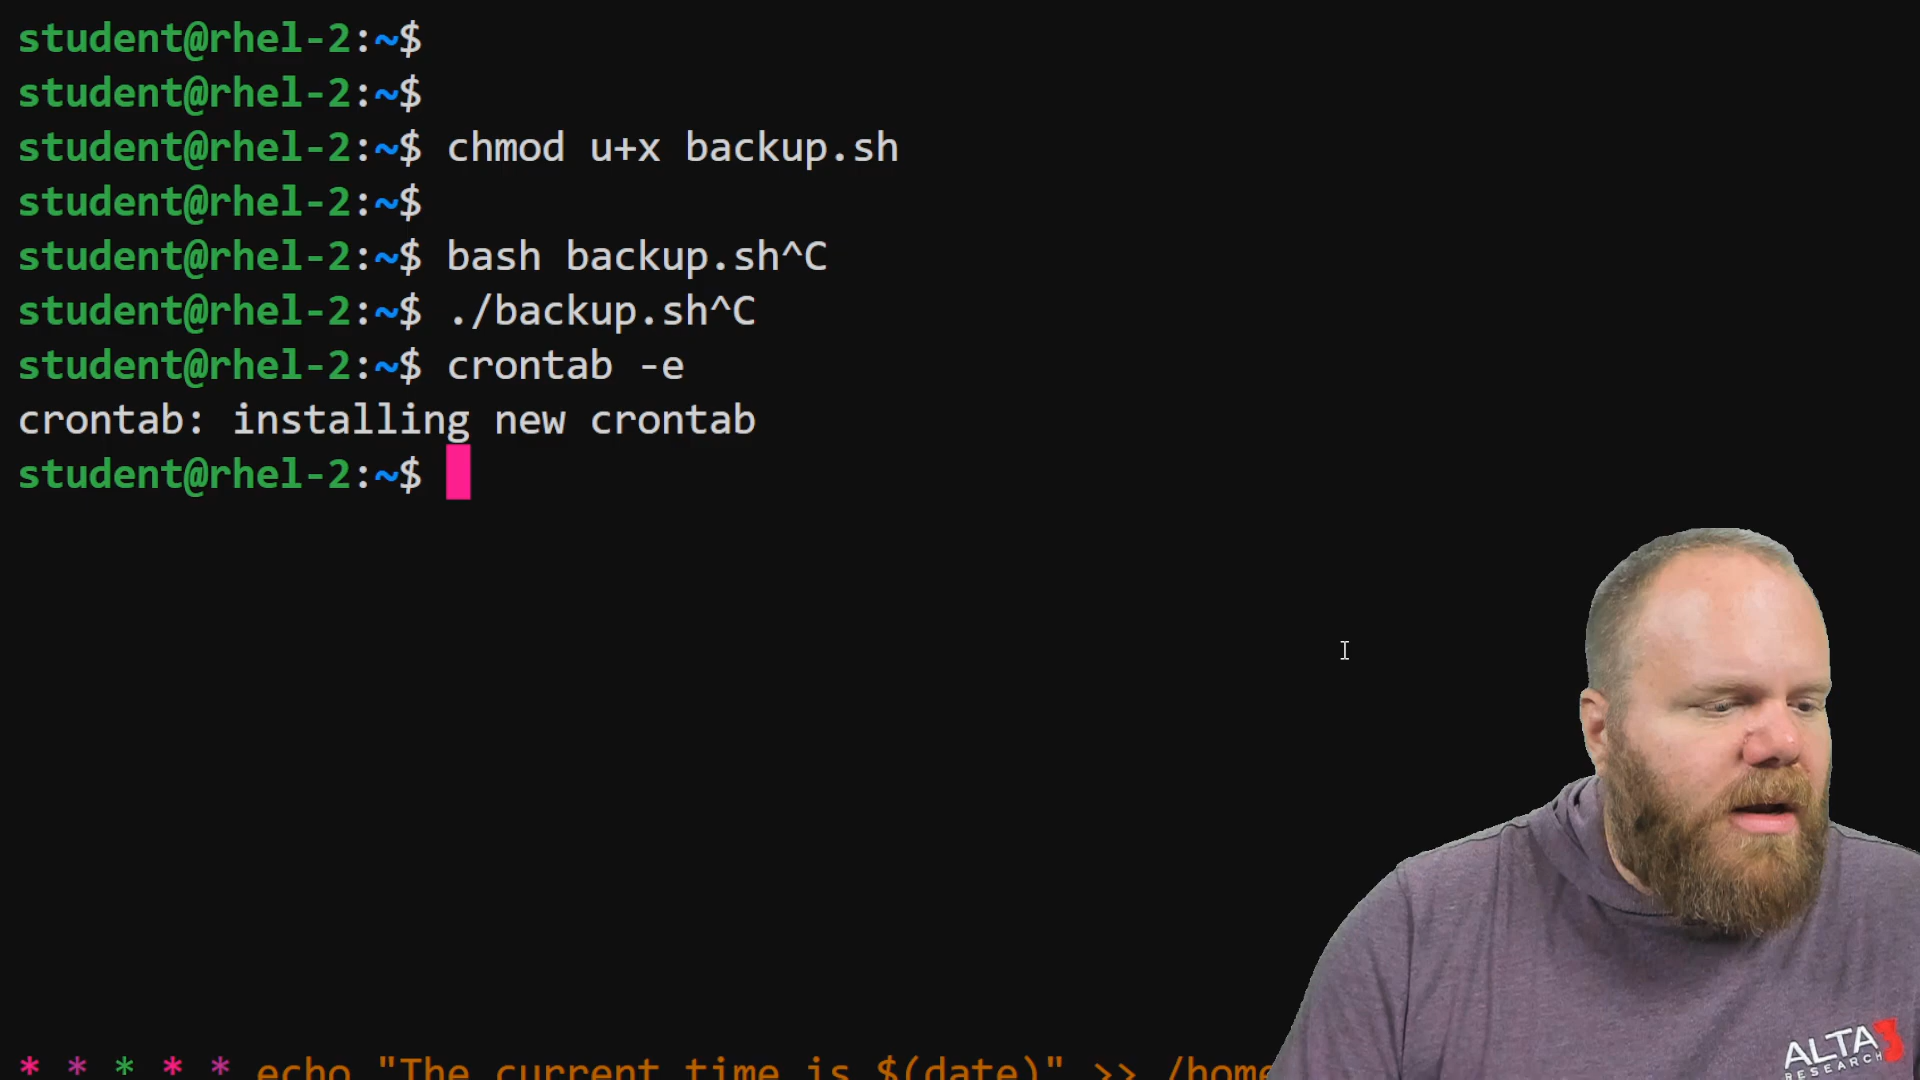 student@rhel-2:~$
student@rhel-2:~$
student@rhel-2:~$ chmod u+x backup.sh
student@rhel-2:~$
student@rhel-2:~$ bash backup.sh^C
student@rhel-2:~$ ./backup.sh^C
student@rhel-2:~$ crontab -e
crontab: installing new crontab
student@rhel-2:~$
* * * * * echo "The current time is $(date)" >> /home
ALTA3
RESEARCH